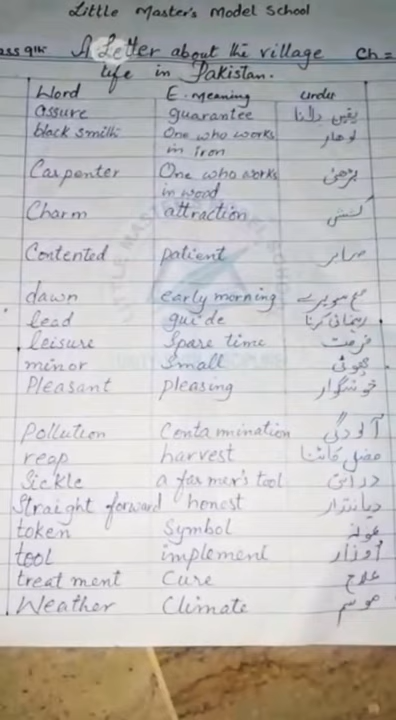 Little Master's Model School
ass 9th A Letter about the village Ch =
life in Pakistan.
Word E. Meaning Urdu
assure guarantee یقین دلانا
black smith One who works لوہار
in iron
Carpenter One who works بڑھئی
in wood
Charm attraction کشش
Contented patient صابر
dawn early morning صبح سویرے
lead guide رہنمائی کرنا
leisure Spare time فرصت
minor Small چھوٹی
Pleasant pleasing خوشگوار
Pollution Contamination آلودگی
reap harvest فصل کاٹنا
Sickle a farmer's tool درانتی
Straight forward honest دیانتدار
token Symbol نمونہ
tool implement اوزار
treatment Cure علاج
Weather Climate موسم